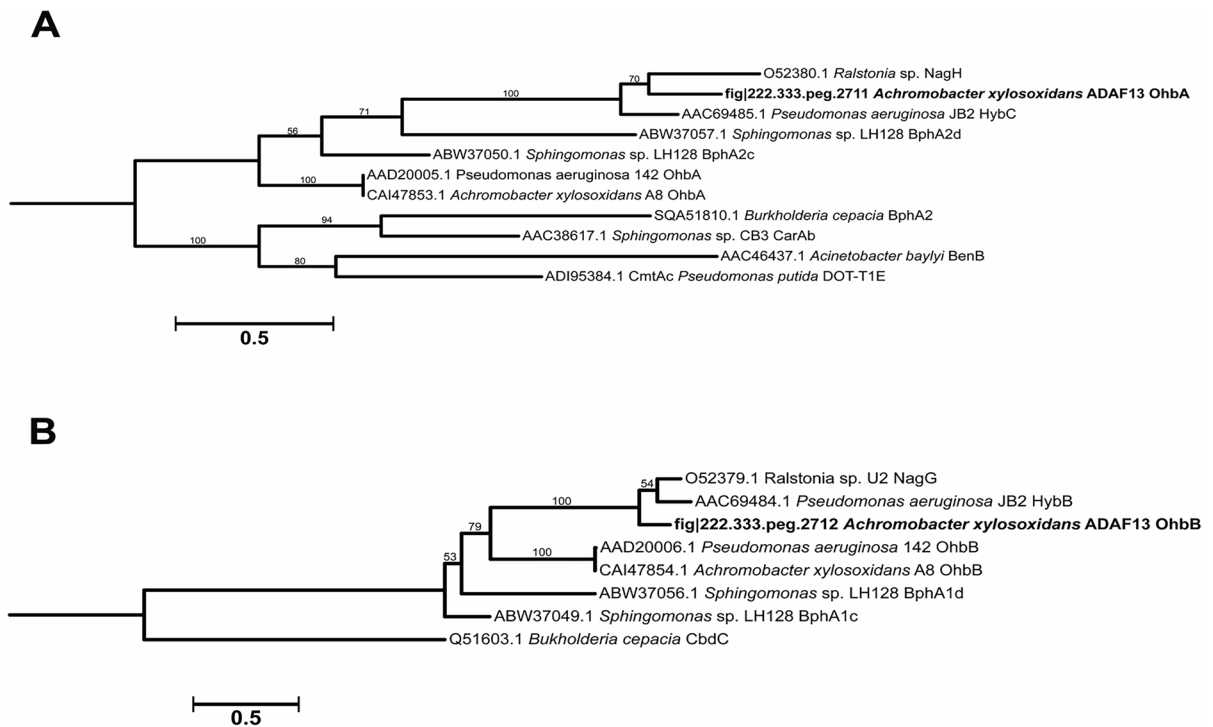 A
70
O52380.1 Ralstonia sp. NagH
100
fig|222.333.peg.2711 Achromobacter xylosoxidans ADAF13 OhbA
71
AAC69485.1 Pseudomonas aeruginosa JB2 HybC
56
ABW37057.1 Sphingomonas sp. LH128 BphA2d
ABW37050.1 Sphingomonas sp. LH128 BphA2c
100
AAD20005.1 Pseudomonas aeruginosa 142 OhbA
CAI47853.1 Achromobacter xylosoxidans A8 OhbA
94
SQA51810.1 Burkholderia cepacia BphA2
100
AAC38617.1 Sphingomonas sp. CB3 CarAb
80
AAC46437.1 Acinetobacter baylyi BenB
ADI95384.1 CmtAc Pseudomonas putida DOT-T1E
0.5
B
54
O52379.1 Ralstonia sp. U2 NagG
100
AAC69484.1 Pseudomonas aeruginosa JB2 HybB
79
fig|222.333.peg.2712 Achromobacter xylosoxidans ADAF13 OhbB
100
AAD20006.1 Pseudomonas aeruginosa 142 OhbB
53
CAI47854.1 Achromobacter xylosoxidans A8 OhbB
ABW37056.1 Sphingomonas sp. LH128 BphA1d
ABW37049.1 Sphingomonas sp. LH128 BphA1c
Q51603.1 Bukholderia cepacia CbdC
0.5